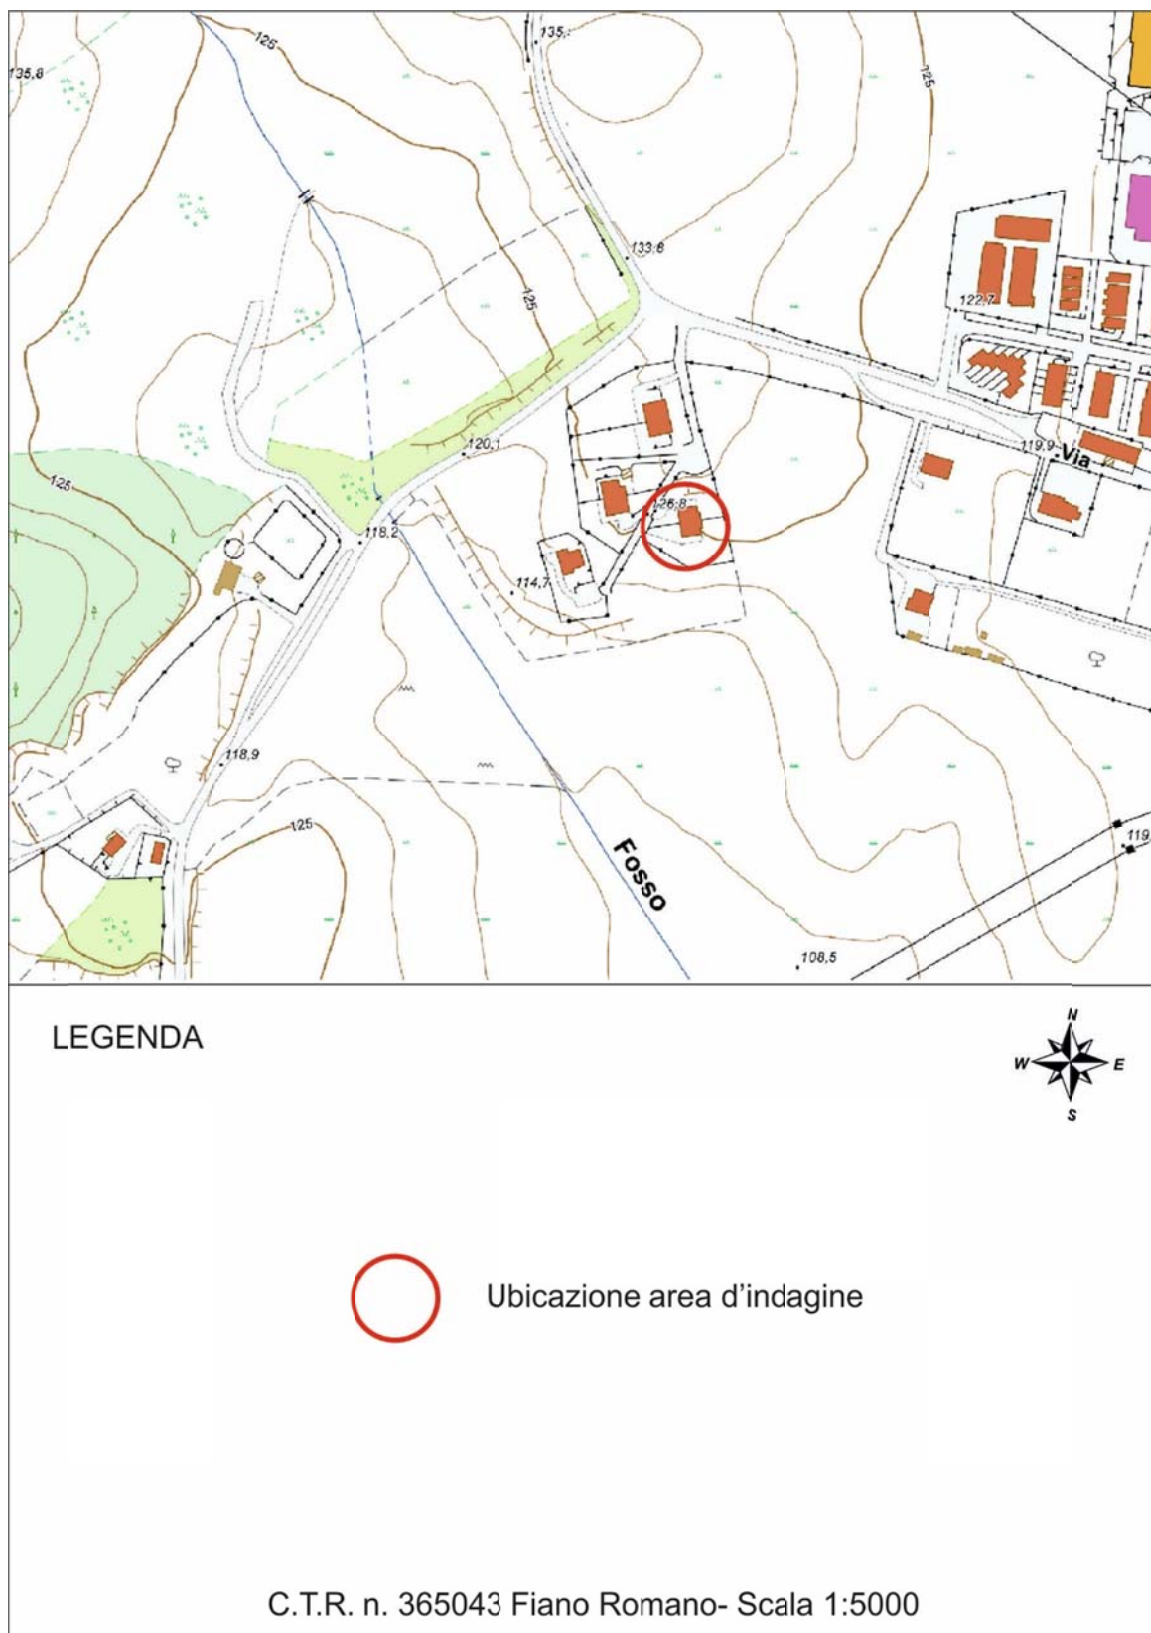 125
135,
135,8
125
133,8
125
122,7
120,1
119,9
Via
125
126,8
118,2
114,7
118,9
125
119,
Fosso
108,5
LEGENDA
N
W E
S
Ubicazione area d'indagine
C.T.R. n. 365043 Fiano Romano- Scala 1:5000